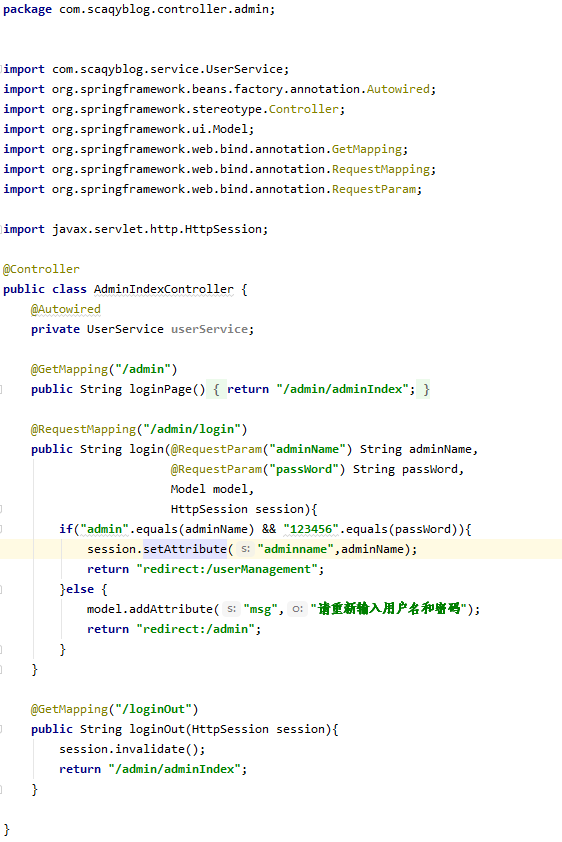 package com.scaqyblog.controller.admin;
import com.scaqyblog.service.UserService;
import org.springframework.beans.factory.annotation.Autowired;
import org.springframework.stereotype.Controller;
import org.springframework.ui.Model;
import org.springframework.web.bind.annotation.GetMapping;
import org.springframework.web.bind.annotation.RequestMapping;
import org.springframework.web.bind.annotation.RequestParam;
import javax.servlet.http.HttpSession;
@Controller
public class AdminIndexController {
@Autowired
private UserService userService;
@GetMapping("/admin")
public String loginPage() { return "/admin/adminIndex"; }
@RequestMapping("/admin/login")
public String login(@RequestParam("adminName") String adminName,
@RequestParam("passWord") String passWord,
Model model,
HttpSession session){
if("admin".equals(adminName) && "123456".equals(passWord)){
session.setAttribute( s: "adminname",adminName);
return "redirect:/userManagement";
}else {
model.addAttribute( s: "msg", o: "请重新输入用户名和密码");
return "redirect:/admin";
}
}
@GetMapping("/loginOut")
public String loginOut(HttpSession session){
session.invalidate();
return "/admin/adminIndex";
}
}